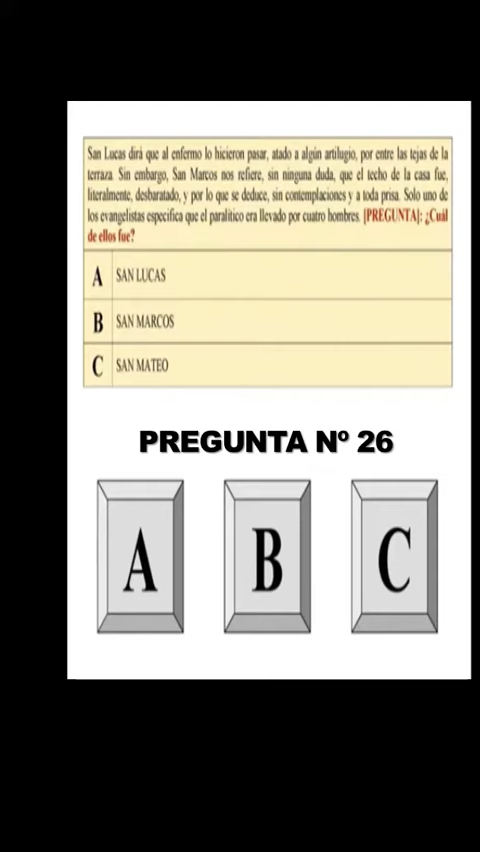 San Lucas dirá que al enfermo lo hicieron pasar, atado a algún artilugio, por entre las tejas de la
terraza. Sin embargo, San Marcos nos refiere, sin ninguna duda, que el techo de la casa fue,
literalmente, desbaratado, y por lo que se deduce, sin contemplaciones y a toda prisa. Solo uno de
los evangelistas especifica que el paralítico era llevado por cuatro hombres. [PREGUNTA]: ¿Cuál
de ellos fue?
A SAN LUCAS
B SAN MARCOS
C SAN MATEO
PREGUNTA Nº 26
A B C